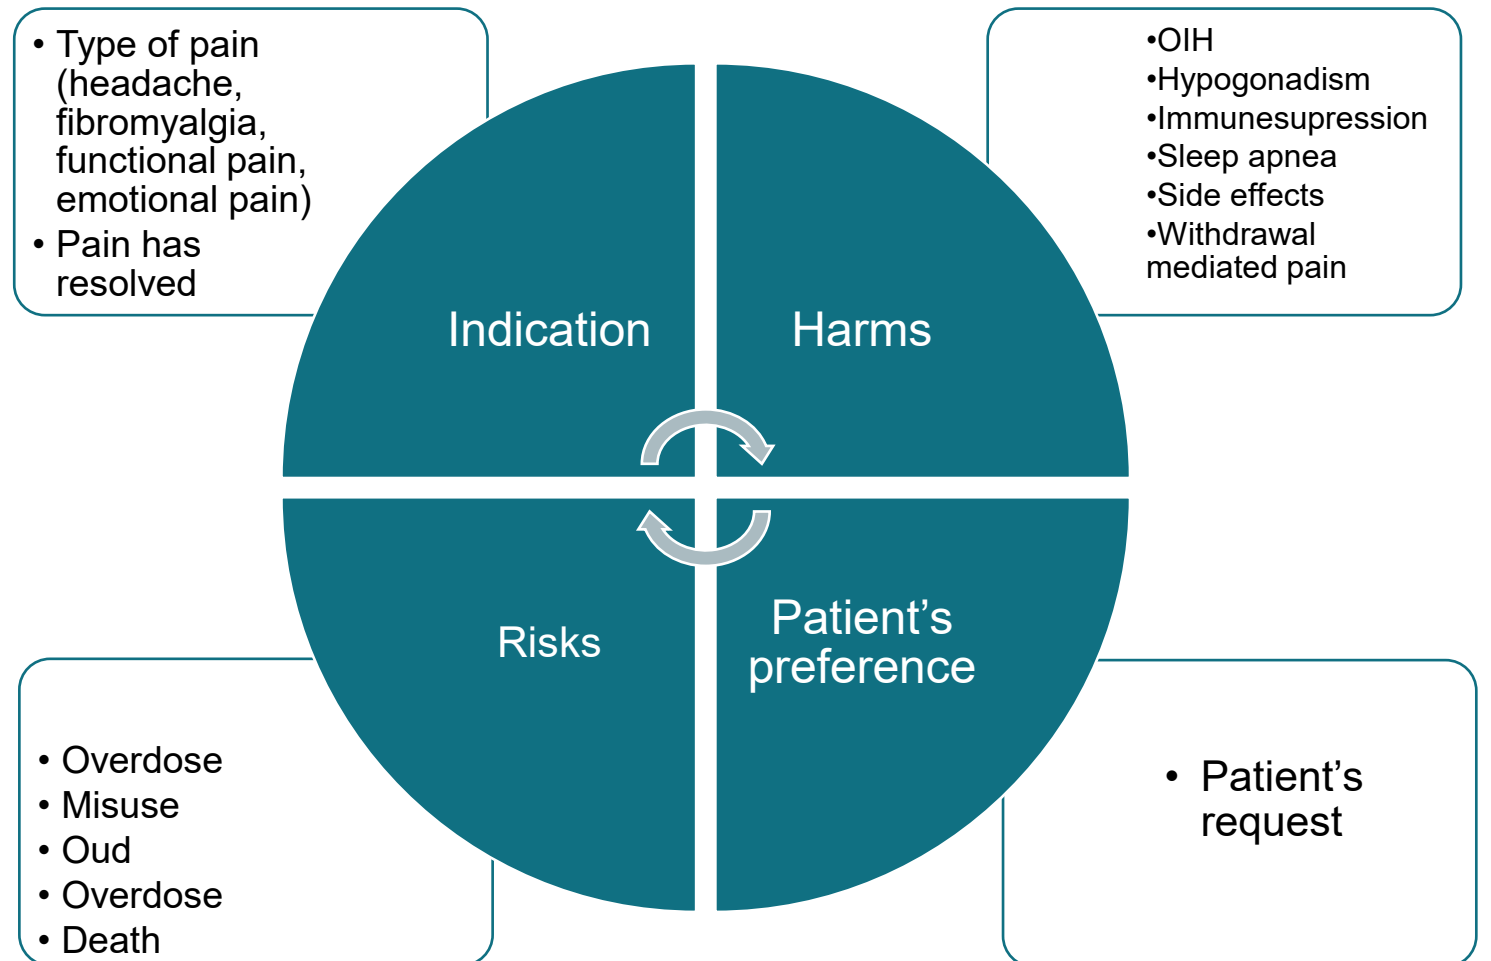 • Type of pain
(headache,
fibromyalgia,
functional pain,
emotional pain)
• Pain has
resolved
•OIH
•Hypogonadism
•Immunesupression
•Sleep apnea
•Side effects
•Withdrawal
mediated pain
Indication
Harms
Risks
Patient’s
preference
• Overdose
• Misuse
• Oud
• Overdose
• Death
• Patient’s
request